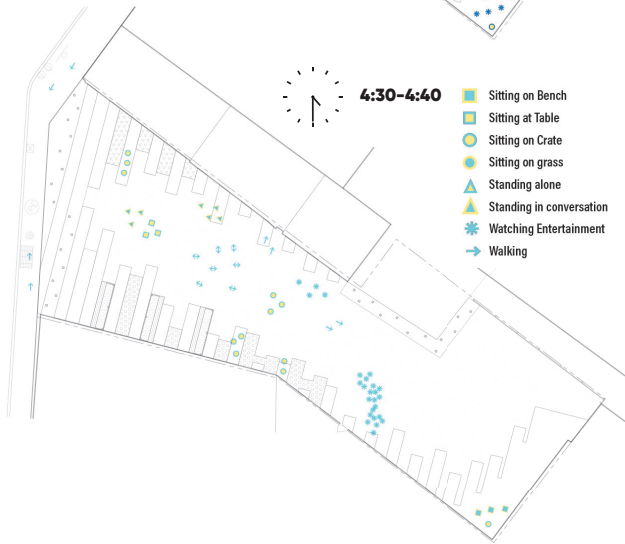 4:30-4:40
Sitting on Bench
Sitting at Table
Sitting on Crate
Sitting on grass
Standing alone
Standing in conversation
Watching Entertainment
Walking